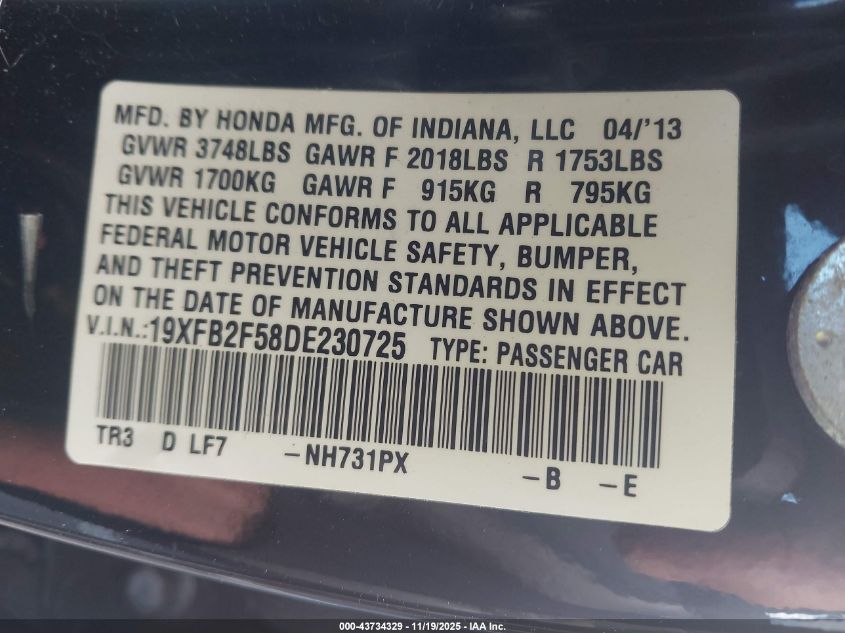 MFD. BY HONDA MFG. OF INDIANA, LLC 04/'13
GVWR 3748LBS GAWR F 2018LBS R 1753LBS
GVWR 1700KG GAWR F 915KG R 795KG
THIS VEHICLE CONFORMS TO ALL APPLICABLE
FEDERAL MOTOR VEHICLE SAFETY, BUMPER,
AND THEFT PREVENTION STANDARDS IN EFFECT
ON THE DATE OF MANUFACTURE SHOWN ABOVE.
V.I.N.:19XFB2F58DE230725 TYPE: PASSENGER CAR
TR3 D LF7 -NH731PX -B -E
000-43734329 - 11/19/2025 - IAA Inc.